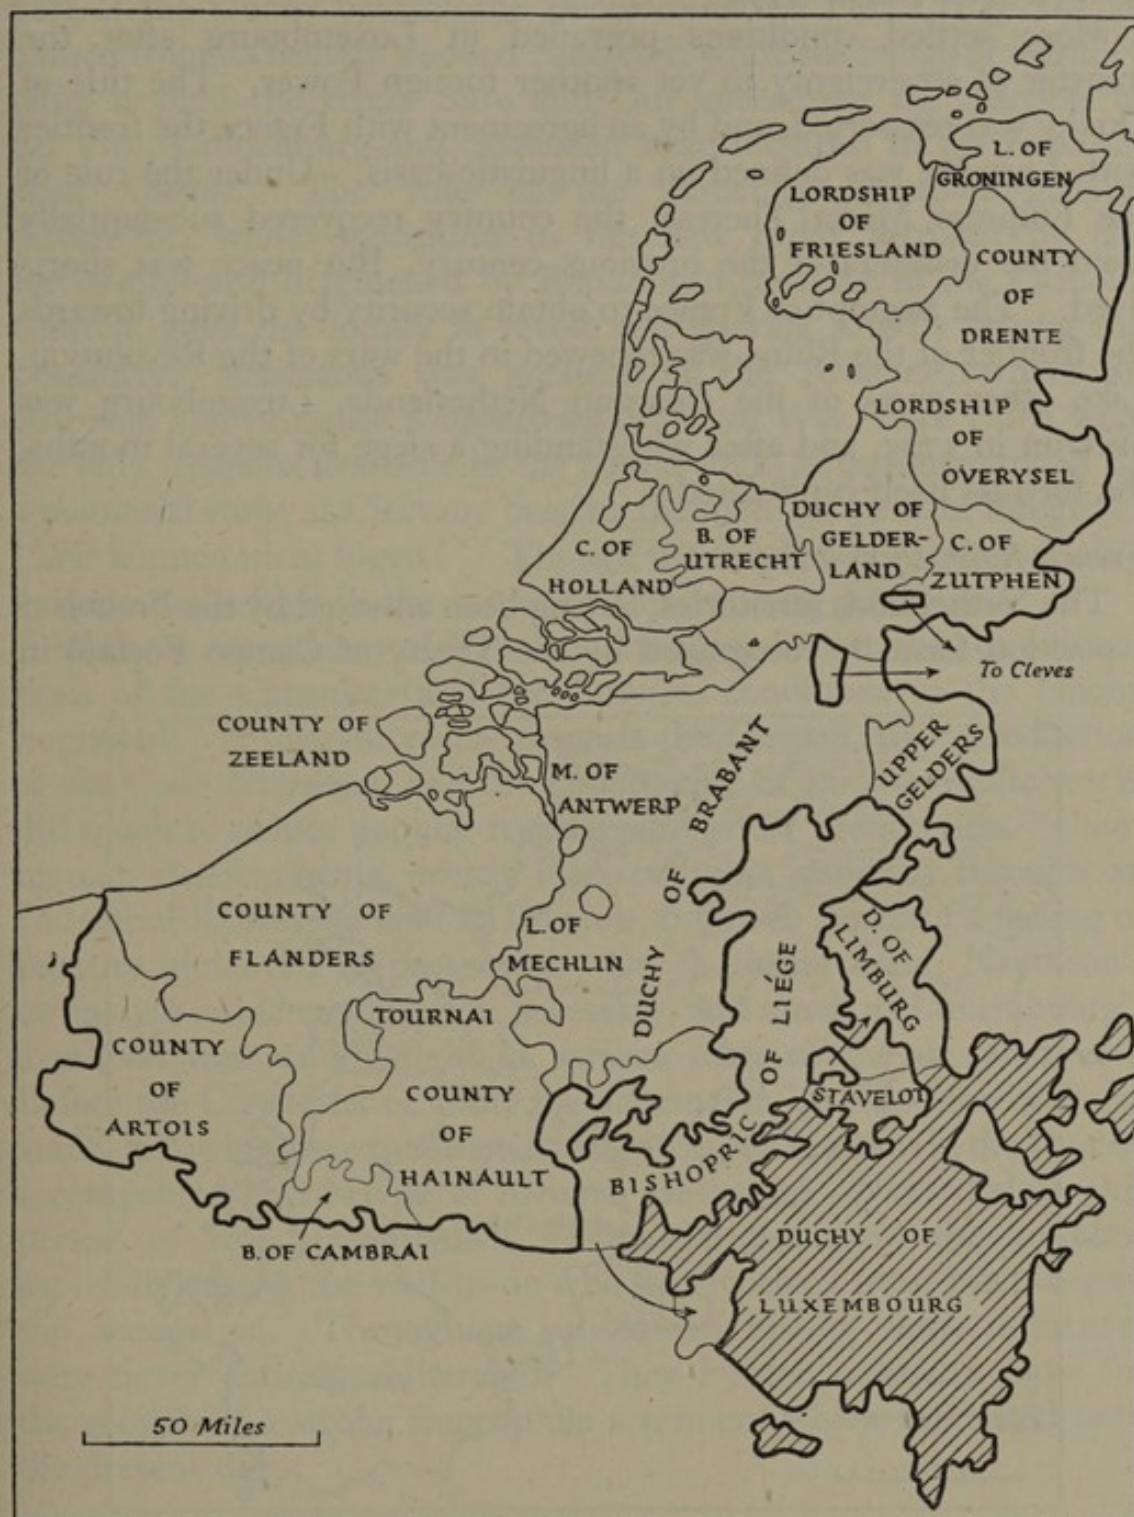 L. OF
GRONINGEN
LORDSHIP
OF
FRIESLAND
COUNTY
OF
DRENTE
LORDSHIP
OF
OVERYSEL
DUCHY OF
GELDER-
LAND
C. OF
ZUTPHEN
B. OF
UTRECHT
C. OF
HOLLAND
To Cleves
COUNTY OF
ZEELAND
UPPER
GELDERS
M. OF
ANTWERP
DUCHY OF BRABANT
COUNTY OF
FLANDERS
L. OF
MECHLIN
D. OF
LIMBURG
TOURNAI
COUNTY
OF
ARTOIS
COUNTY
OF
HAINAULT
STAVELOT
BISHOPRIC OF LIÉGE
B. OF CAMBRAI
DUCHY OF
LUXEMBOURG
50 Miles